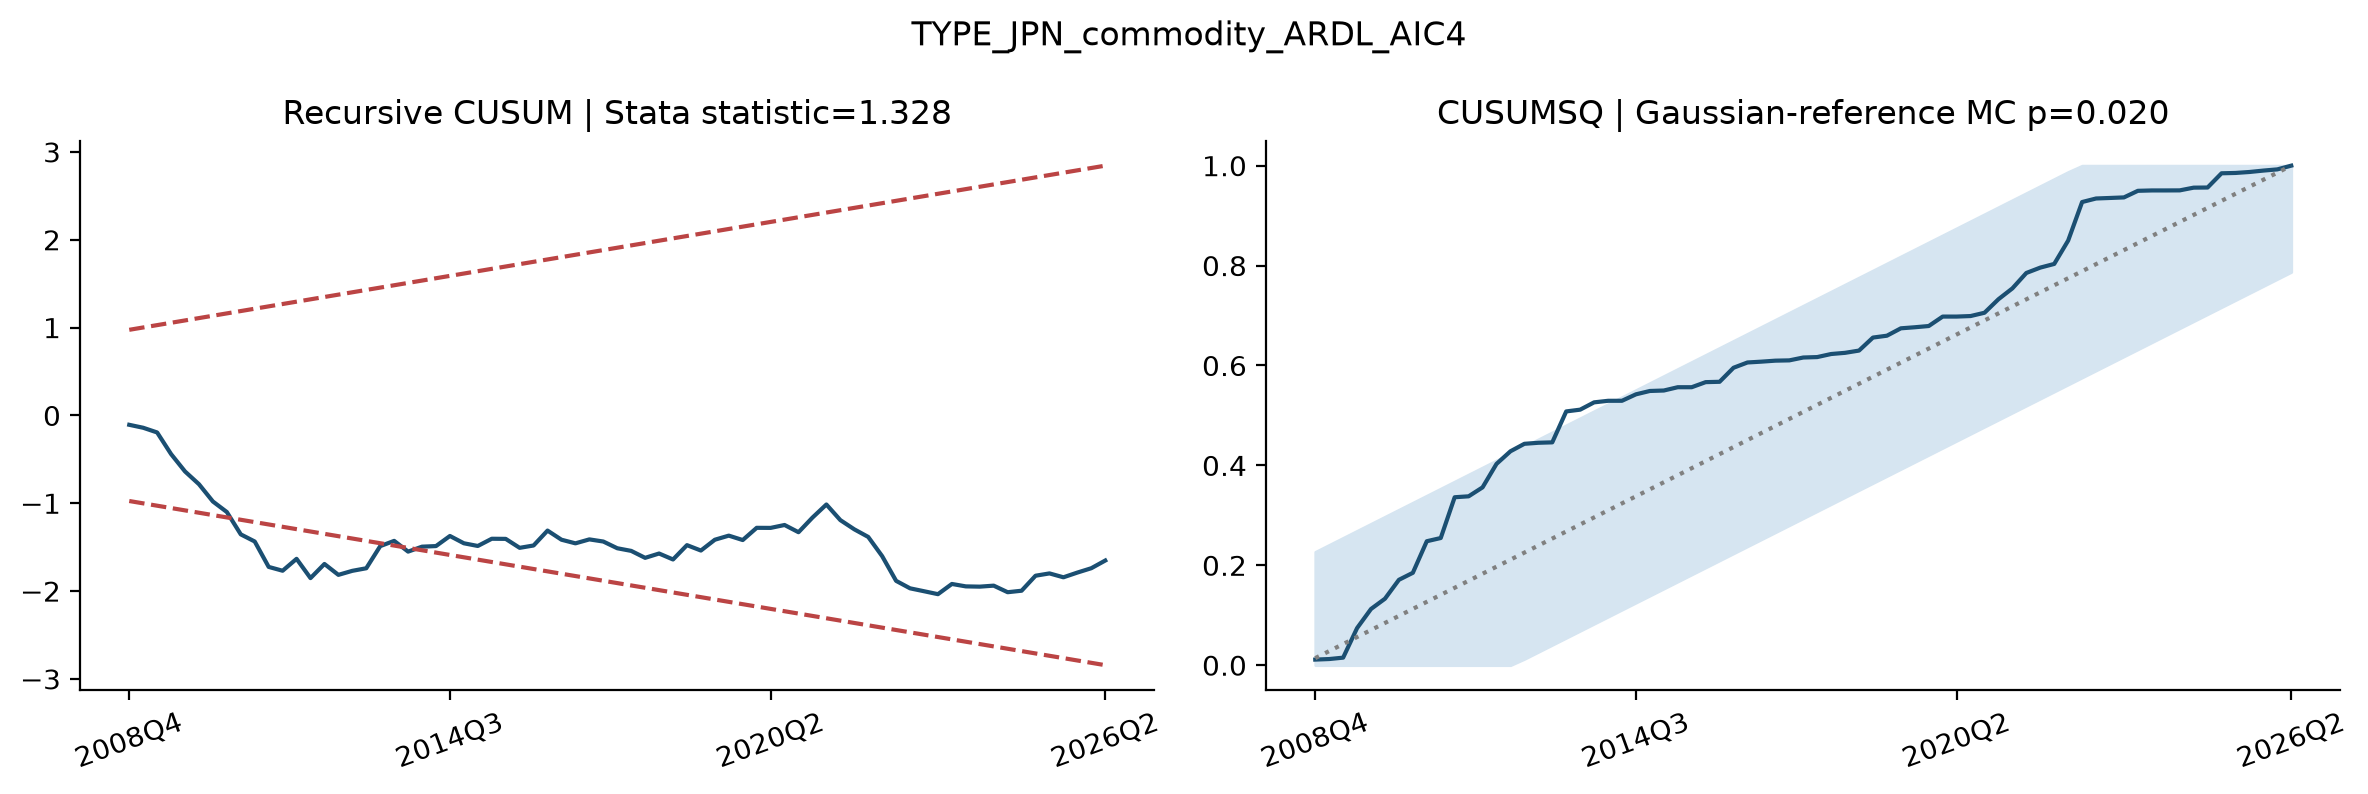 TYPE_JPN_commodity_ARDL_AIC4
Recursive CUSUM | Stata statistic=1.328
3
2
1
0
−1
−2
−3
2008Q4
2014Q3
2020Q2
2026Q2
CUSUMSQ | Gaussian-reference MC p=0.020
1.0
0.8
0.6
0.4
0.2
0.0
2008Q4
2014Q3
2020Q2
2026Q2